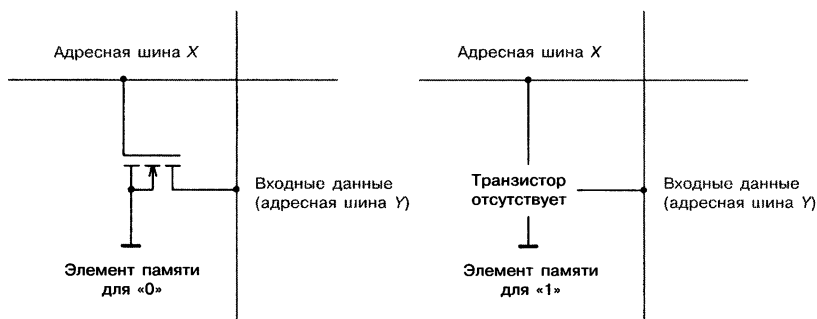 Адресная шина X
Входные данные
(адресная шина Y)
Элемент памяти
для «0»
Адресная шина X
Транзистор
отсутствует
Входные данные
(адресная шина Y)
Элемент памяти
для «1»